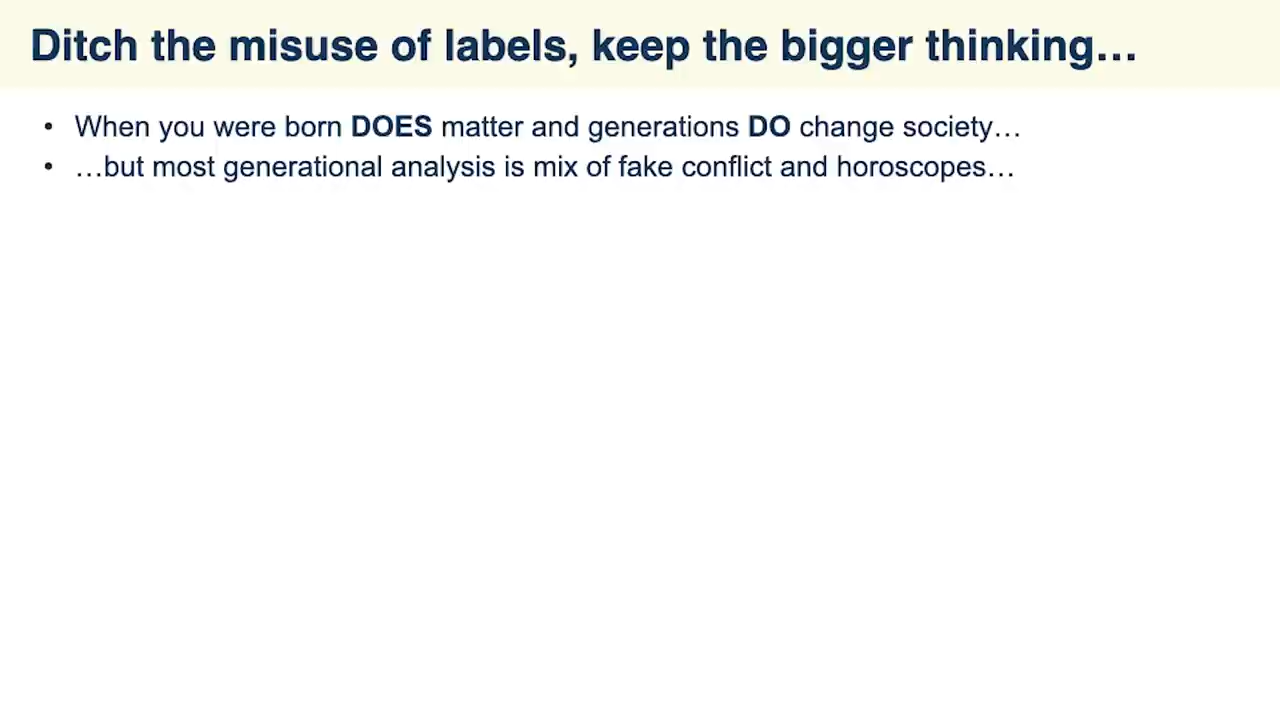 Ditch the misuse of labels, keep the bigger thinking…
• When you were born DOES matter and generations DO change society…
• …but most generational analysis is mix of fake conflict and horoscopes…